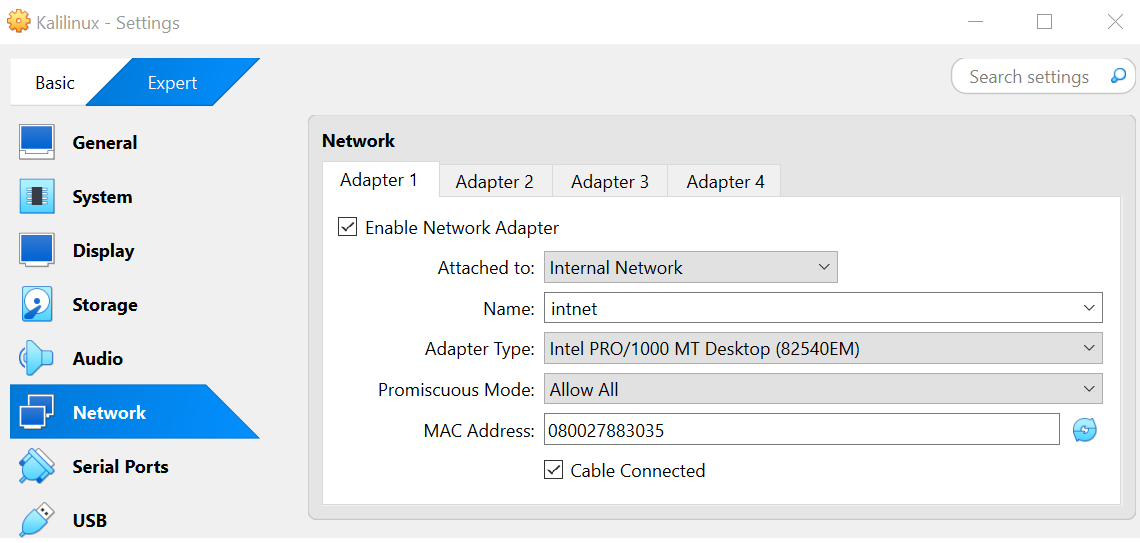 Kalilinux - Settings
Basic
Expert
Search settings
General
System
Display
Storage
Audio
Network
Serial Ports
USB
Network
Adapter 1
Adapter 2
Adapter 3
Adapter 4
Enable Network Adapter
Attached to: Internal Network
Name: intnet
Adapter Type: Intel PRO/1000 MT Desktop (82540EM)
Promiscuous Mode: Allow All
MAC Address: 080027883035
Cable Connected